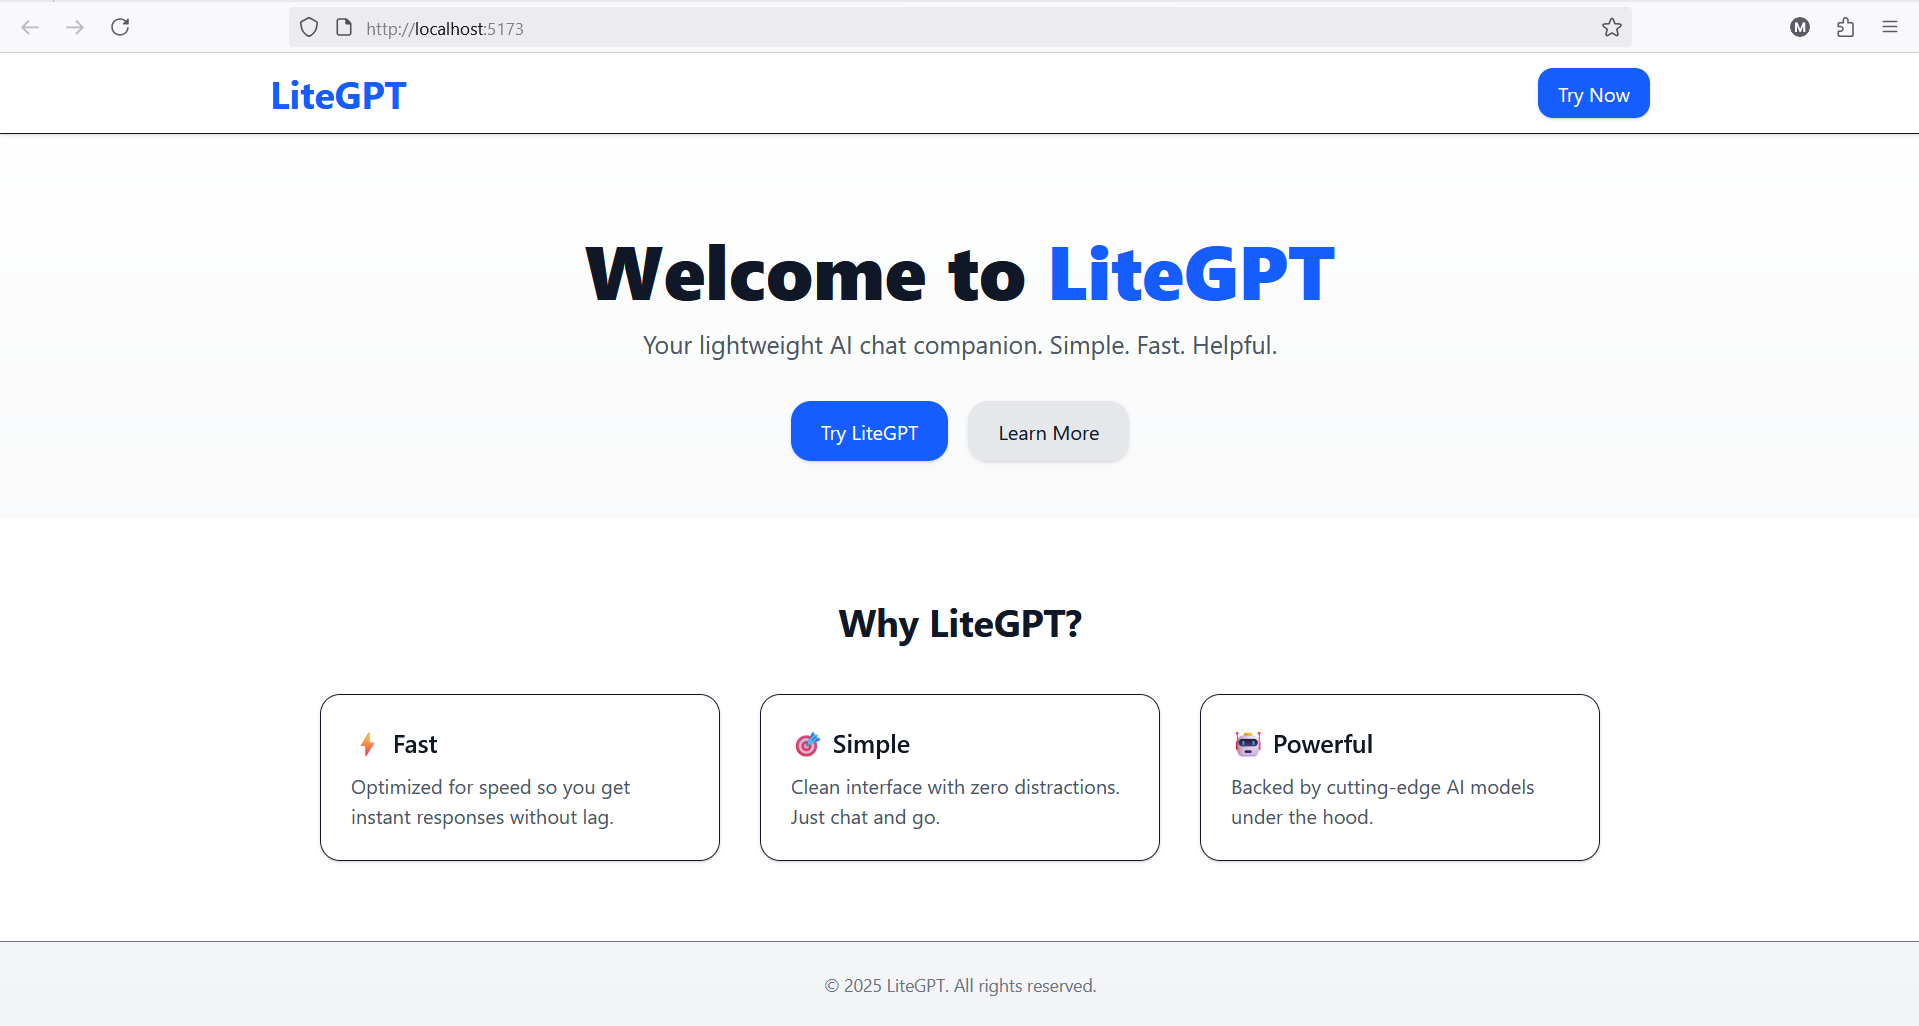 http://localhost:5173
M
LiteGPT
Try Now
Welcome to LiteGPT
Your lightweight AI chat companion. Simple. Fast. Helpful.
Try LiteGPT
Learn More
Why LiteGPT?
Fast
Optimized for speed so you get
instant responses without lag.
Simple
Clean interface with zero distractions.
Just chat and go.
Powerful
Backed by cutting-edge AI models
under the hood.
© 2025 LiteGPT. All rights reserved.